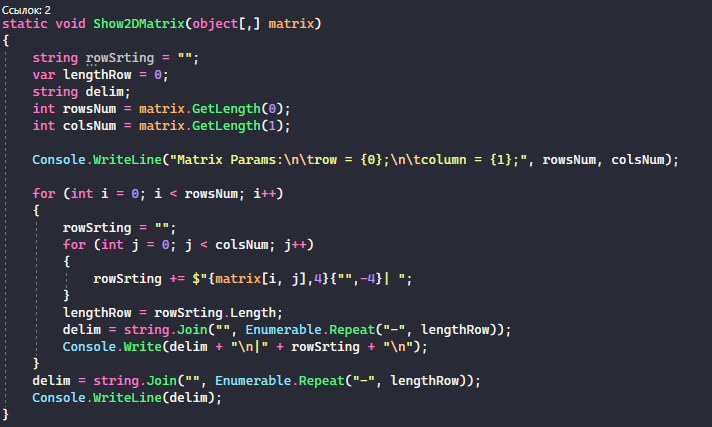 Ссылок: 2
static void Show2DMatrix(object[,] matrix)
{
    string rowSrting = "";
    var lengthRow = 0;
    string delim;
    int rowsNum = matrix.GetLength(0);
    int colsNum = matrix.GetLength(1);

    Console.WriteLine("Matrix Params:\n\trow = {0};\n\tcolumn = {1};", rowsNum, colsNum);

    for (int i = 0; i < rowsNum; i++)
    {
        rowSrting = "";
        for (int j = 0; j < colsNum; j++)
        {
            rowSrting += $"{matrix[i, j],4}{"",-4}| ";
        }
        lengthRow = rowSrting.Length;
        delim = string.Join("", Enumerable.Repeat("-", lengthRow));
        Console.Write(delim + "\n|" + rowSrting + "\n");
    }
    delim = string.Join("", Enumerable.Repeat("-", lengthRow));
    Console.WriteLine(delim);
}